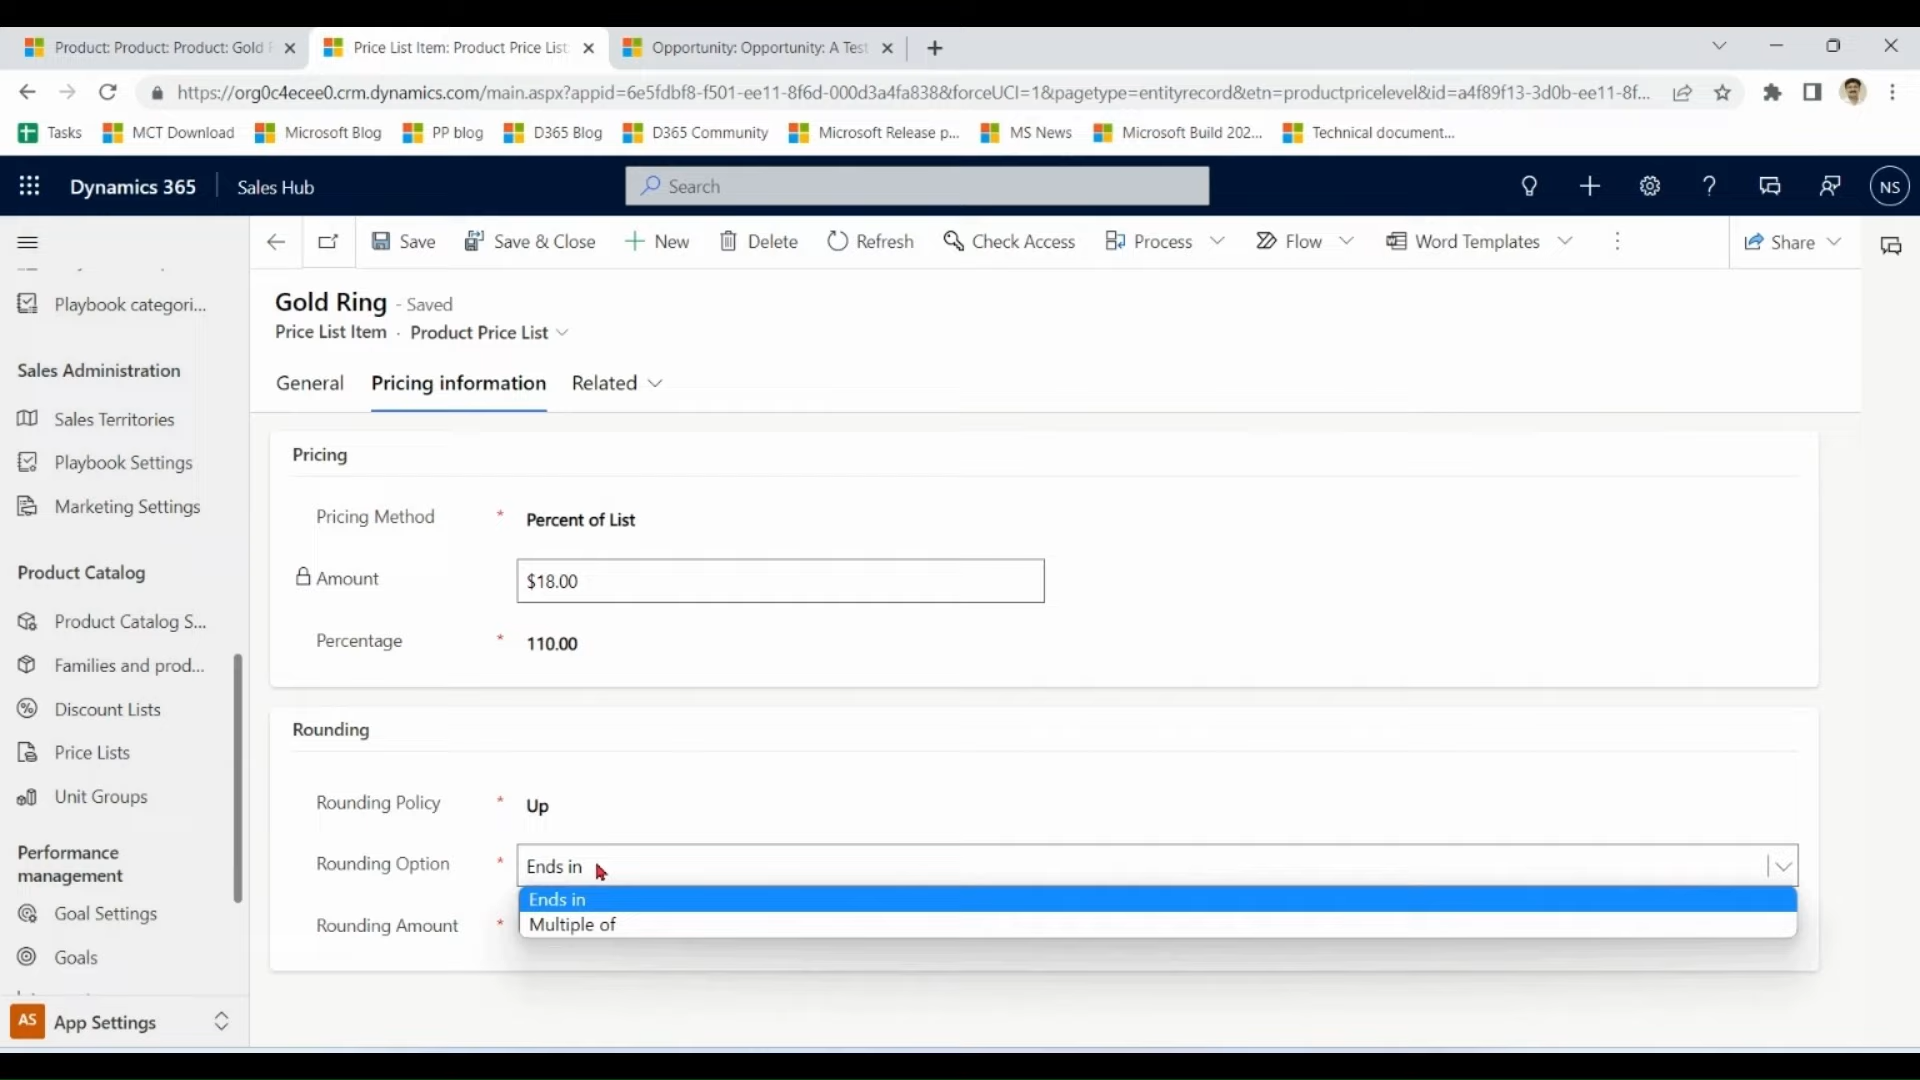 Product: Product: Product: Gold
Price List Item: Product Price List
Opportunity: Opportunity: A Test
https://org0c4ecee0.crm.dynamics.com/main.aspx?appid=6e5fdbf8-f501-ee11-8f6d-000d3a4fa838&forceUCI=1&pagetype=entityrecord&etn=productpricelevel&id=a4f89f13-3d0b-ee11-8f...
Tasks
MCT Download
Microsoft Blog
PP blog
D365 Blog
D365 Community
Microsoft Release p...
MS News
Microsoft Build 202...
Technical document...
Dynamics 365
Sales Hub
Search
NS
Save
Save & Close
New
Delete
Refresh
Check Access
Process
Flow
Word Templates
Share
Playbook categori...
Sales Administration
Sales Territories
Playbook Settings
Marketing Settings
Product Catalog
Product Catalog S...
Families and prod...
Discount Lists
Price Lists
Unit Groups
Performance
management
Goal Settings
Goals
AS
App Settings
Gold Ring - Saved
Price List Item · Product Price List
General
Pricing information
Related
Pricing
Pricing Method * Percent of List
Amount $18.00
Percentage * 110.00
Rounding
Rounding Policy * Up
Rounding Option * Ends in
Ends in
Multiple of
Rounding Amount *